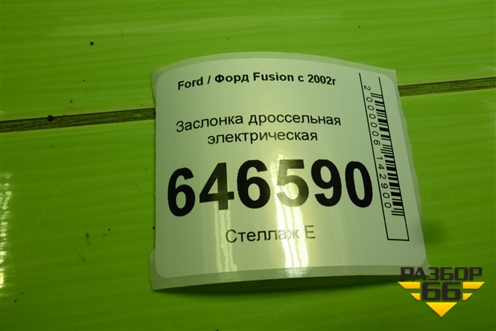 Ford / Форд Fusion с 2002г
Заслонка дроссельная
электрическая
646590
Стеллаж Е
2000006142900
РАЗБОР
66